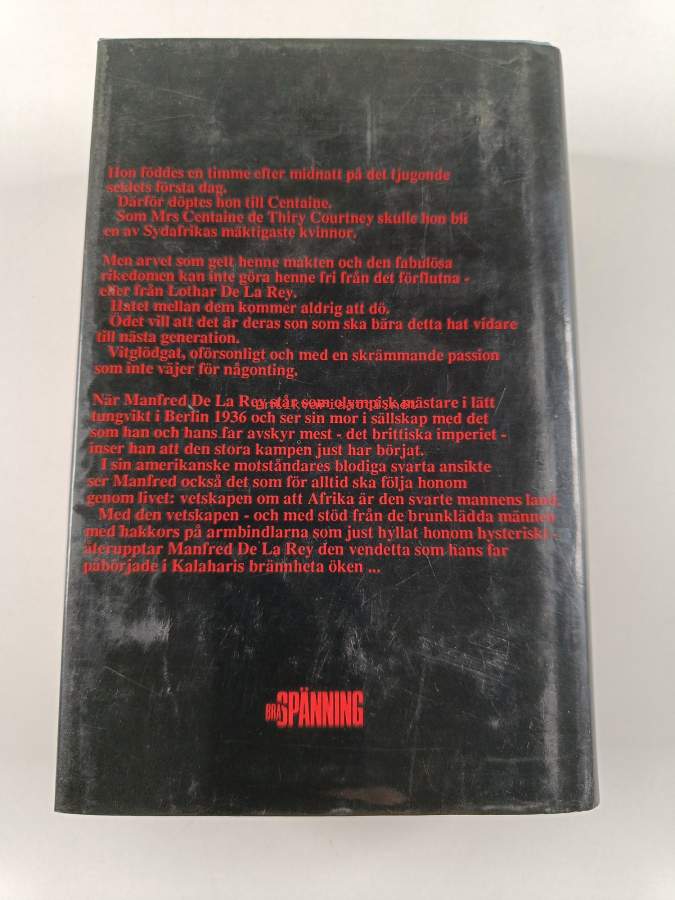 Hon föddes en timme efter midnatt på det tjugonde
seklets första dag.
Därför döptes hon till Centaine.
Som Mrs Centaine de Thiry Courtney skulle hon bli
en av Sydafrikas mäktigaste kvinnor.
Men arvet som gett henne makten och den fabulösa
rikedomen kan inte göra henne fri från det förflutna -
eller från Lothar De La Rey.
Hatet mellan dem kommer aldrig att dö.
Ödet vill att det är deras son som ska bära detta hat vidare
till nästa generation.
Vitglödgat, oförsonligt och med en skrämmande passion
som inte väjer för någonting.
När Manfred De La Rey står som olympisk mästare i lätt
tungvikt i Berlin 1936 och ser sin mor i sällskap med det
som han och hans far avskyr mest - det brittiska imperiet -
inser han att den stora kampen just har börjat.
I sin amerikanske motståndares blodiga svarta ansikte
ser Manfred också det som för alltid ska följa honom
genom livet: vetskapen om att Afrika är den svarte mannens land.
Med den vetskapen - och med stöd från de brunklädda männen
med hakkors på armbindlarna som just hyllat honom hysteriskt -
återupptar Manfred De La Rey den vendetta som hans far
påbörjade i Kalaharis brännheta öken ...
BRA SPÄNNING